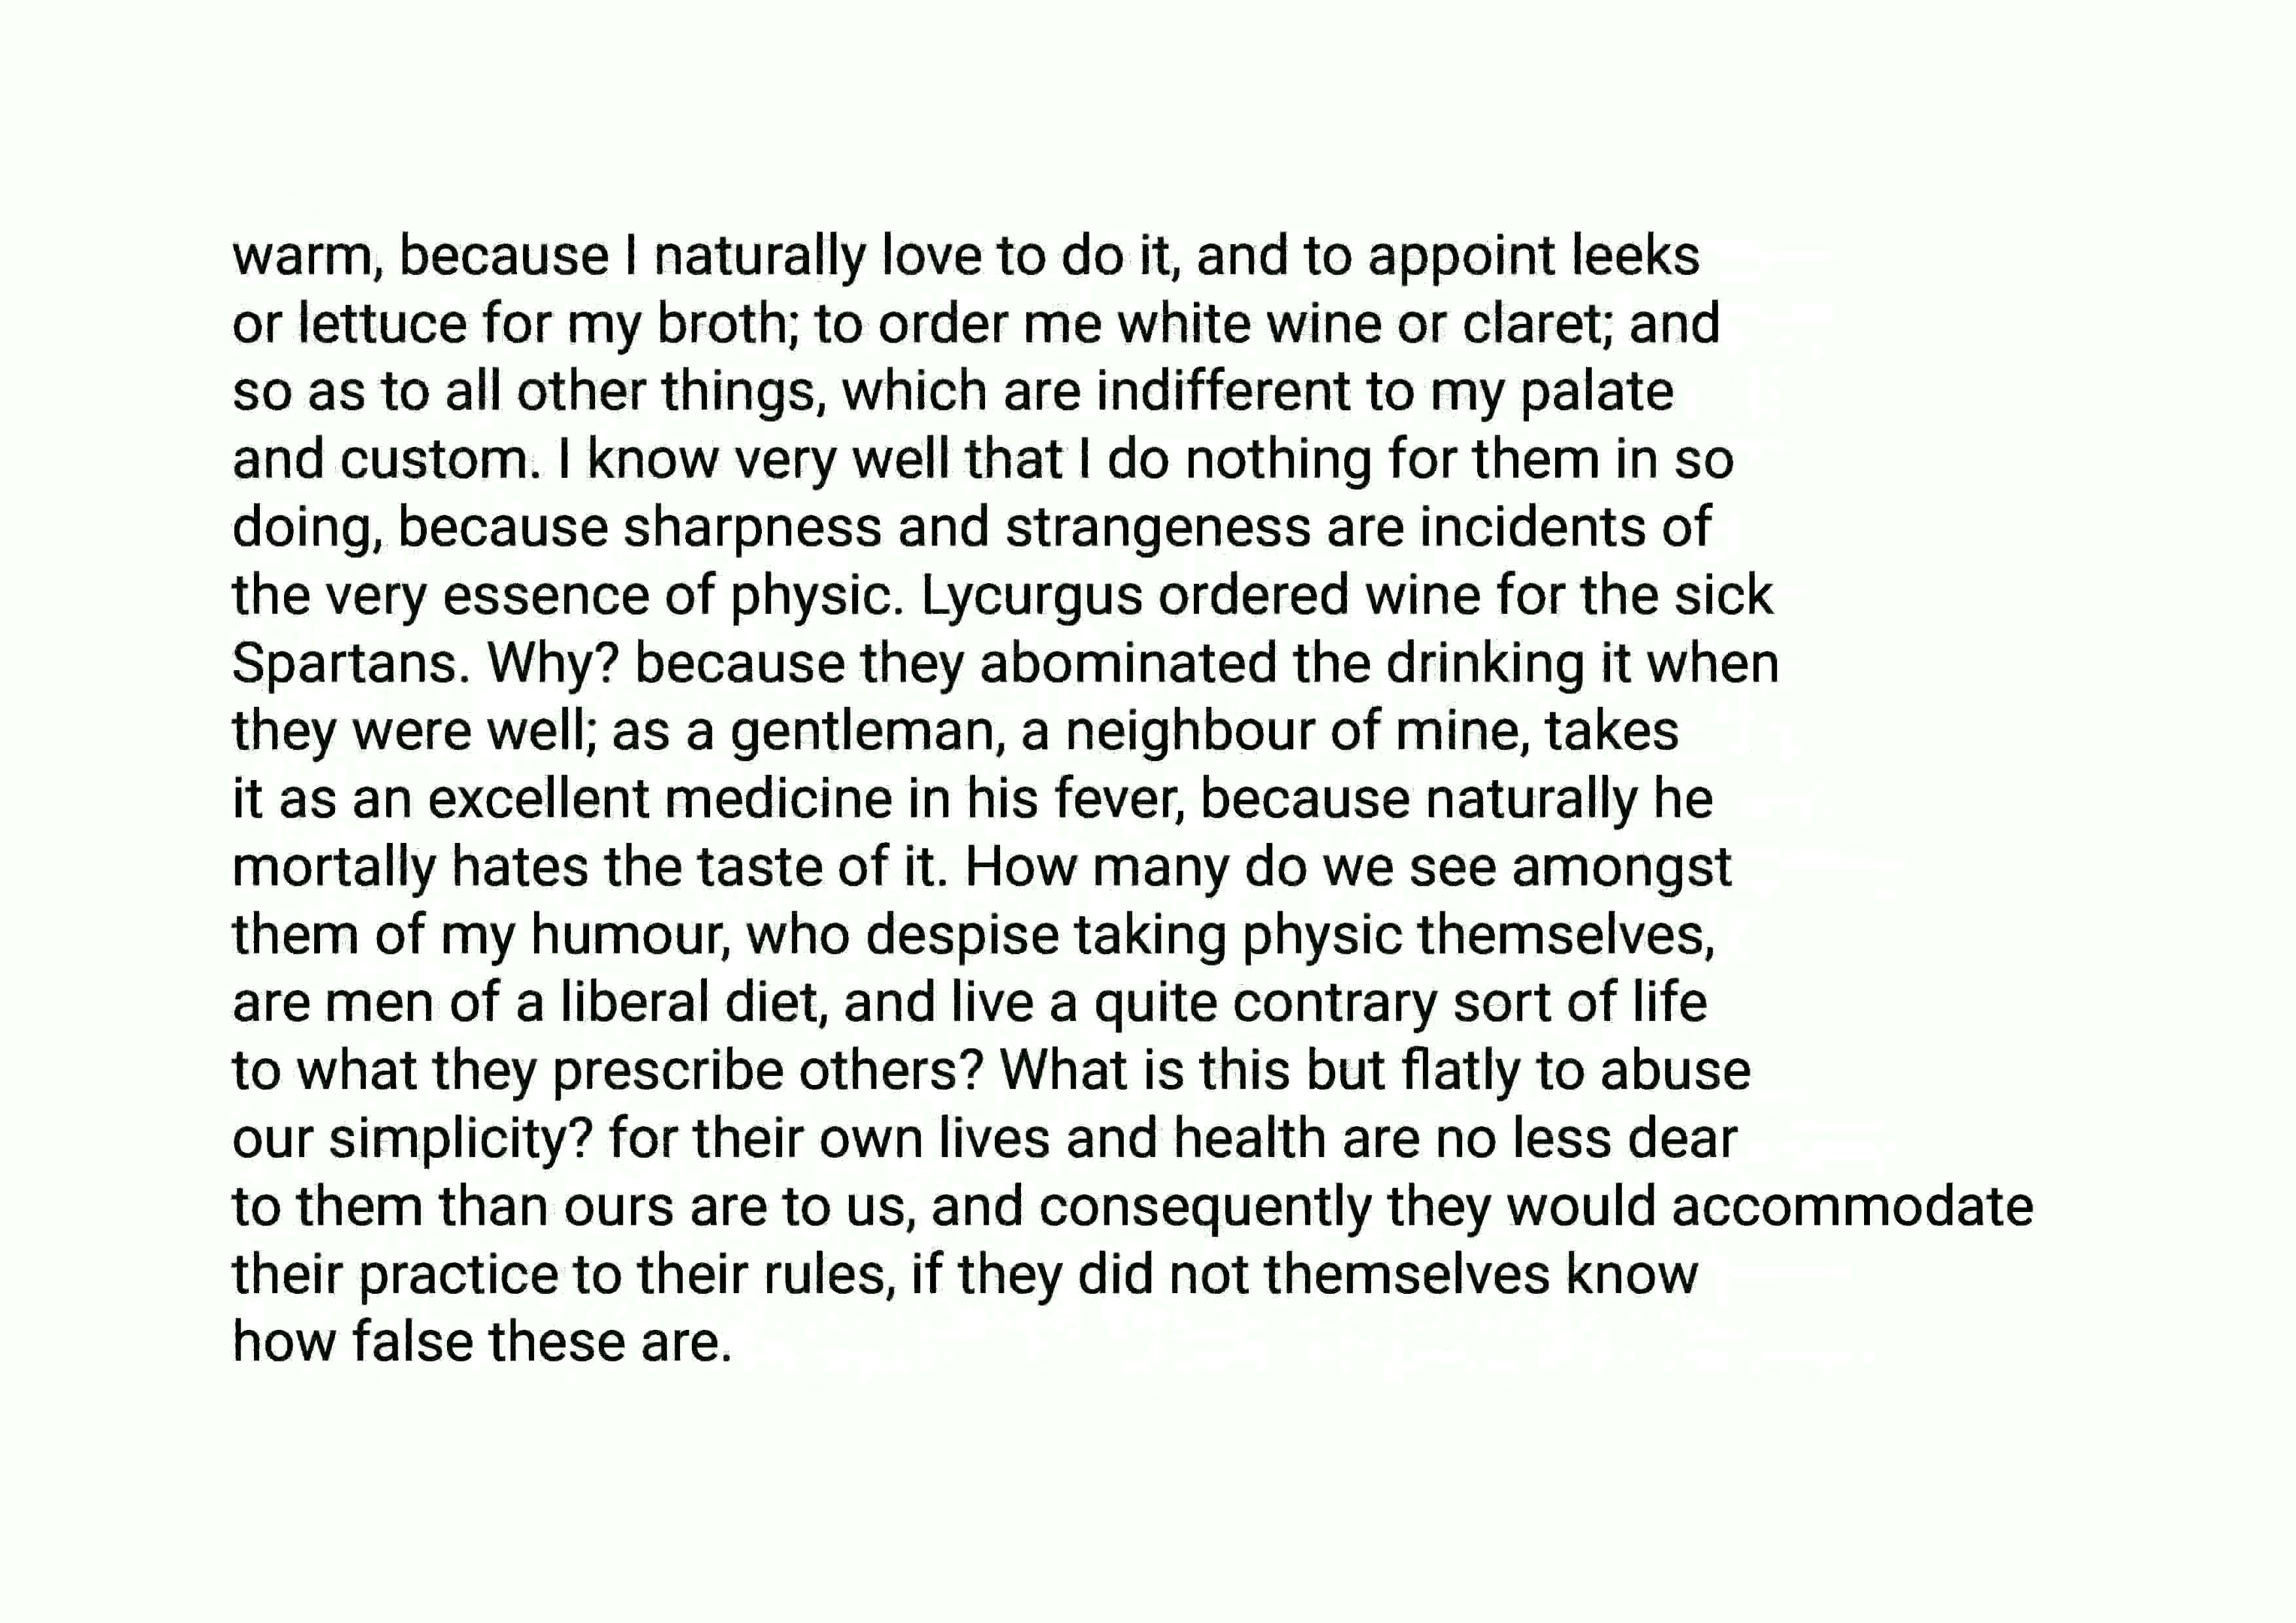 warm, because I naturally love to do it, and to appoint leeks
or lettuce for my broth; to order me white wine or claret; and
so as to all other things, which are indifferent to my palate
and custom. I know very well that I do nothing for them in so
doing, because sharpness and strangeness are incidents of
the very essence of physic. Lycurgus ordered wine for the sick
Spartans. Why? because they abominated the drinking it when
they were well; as a gentleman, a neighbour of mine, takes
it as an excellent medicine in his fever, because naturally he
mortally hates the taste of it. How many do we see amongst
them of my humour, who despise taking physic themselves,
are men of a liberal diet, and live a quite contrary sort of life
to what they prescribe others? What is this but flatly to abuse
our simplicity? for their own lives and health are no less dear
to them than ours are to us, and consequently they would accommodate
their practice to their rules, if they did not themselves know
how false these are.